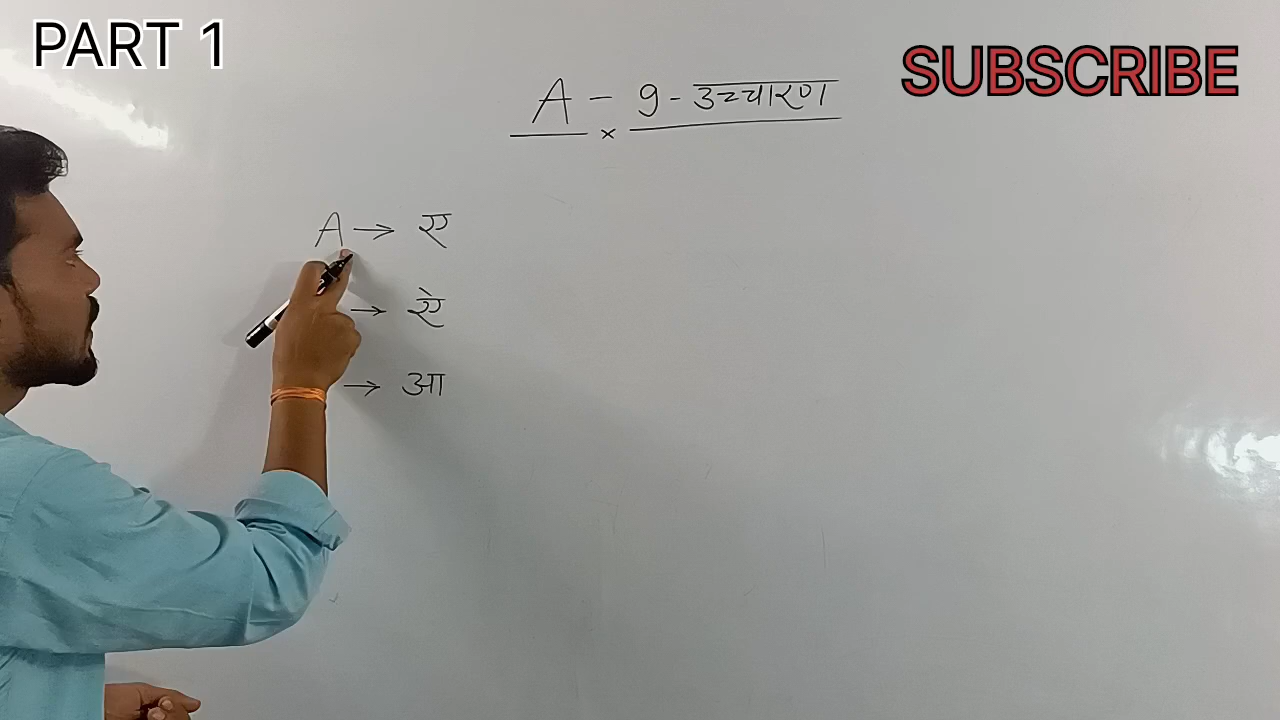 PART 1
SUBSCRIBE
A - 9 - उच्चारण
×
A → ए
→ ऐ
→ आ